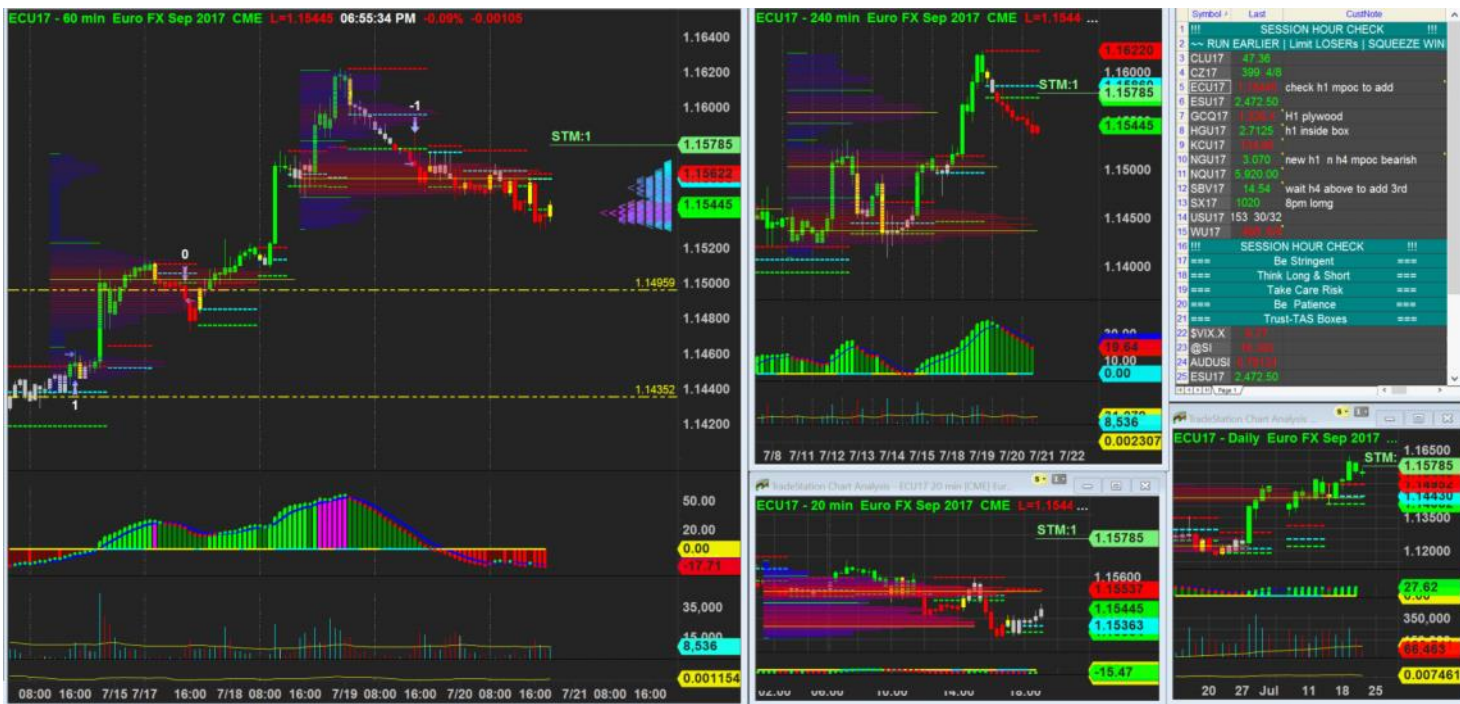 ECU17 - 60 min Euro FX Sep 2017 CME L=1.15445 06:55:34 PM -0.09% -0.00105
1.16400
1.16200
1.16000
-1
STM:1
1.15785
1.15622
1.15445
0
1.15200
1.14959
1.15000
1.14800
1.14600
1.14352
1.14400
1
1.14200
50.00
20.00
0.00
-17.71
35,000
15,000
8,536
0.001154
08:00 16:00 7/15 7/17 16:00 7/18 08:00 16:00 7/19 08:00 16:00 7/20 08:00 16:00 7/21 08:00 16:00
ECU17 - 240 min Euro FX Sep 2017 CME L=1.1544 ...
1.16220
1.16000
STM:1
1.15785
1.15445
1.15000
1.14500
1.14000
19.64
10.00
0.00
8,536
0.002307
7/8 7/11 7/12 7/13 7/14 7/15 7/18 7/19 7/20 7/21 7/22
TradeStation Chart Analysis - ECU17 20 min (CME) Eur...
ECU17 - 20 min Euro FX Sep 2017 CME L=1.1544 ...
STM:1
1.15785
1.15600
1.15537
1.15445
1.15363
-15.47
02:00 06:00 10:00 14:00 18:00
Symbol Last CustNote
1 !!! SESSION HOUR CHECK !!!
2 ~~ RUN EARLIER | Limit LOSERs | SQUEEZE WIN
3 CLU17 47.36
4 CZ17 399 4/8
5 ECU17 check h1 mpoc to add
6 ESU17 2,472.50
7 GCQ17 H1 plywood
8 HGU17 2.7125 h1 inside box
9 KCU17
10 NGU17 3.070 new h1 n h4 mpoc bearish
11 NQU17 5,920.00
12 SBV17 14.54 wait h4 above to add 3rd
13 SX17 1020 8pm lomg
14 USU17 153 30/32
15 WU17
16 !!! SESSION HOUR CHECK !!!
17 === Be Stringent ===
18 === Think Long & Short ===
19 === Take Care Risk ===
20 === Be Patience ===
21 === Trust-TAS Boxes ===
22 $VIX.X
23 @SI
24 AUDUSI
25 ESU17 2,472.50
Page 1
TradeStation Chart Analysis ...
ECU17 - Daily Euro FX Sep 2017 ...
1.16500
STM:
1.15785
1.14952
1.14430
1.13500
1.12000
27.62
350,000
66,463
0.007461
20 27 Jul 11 18 25